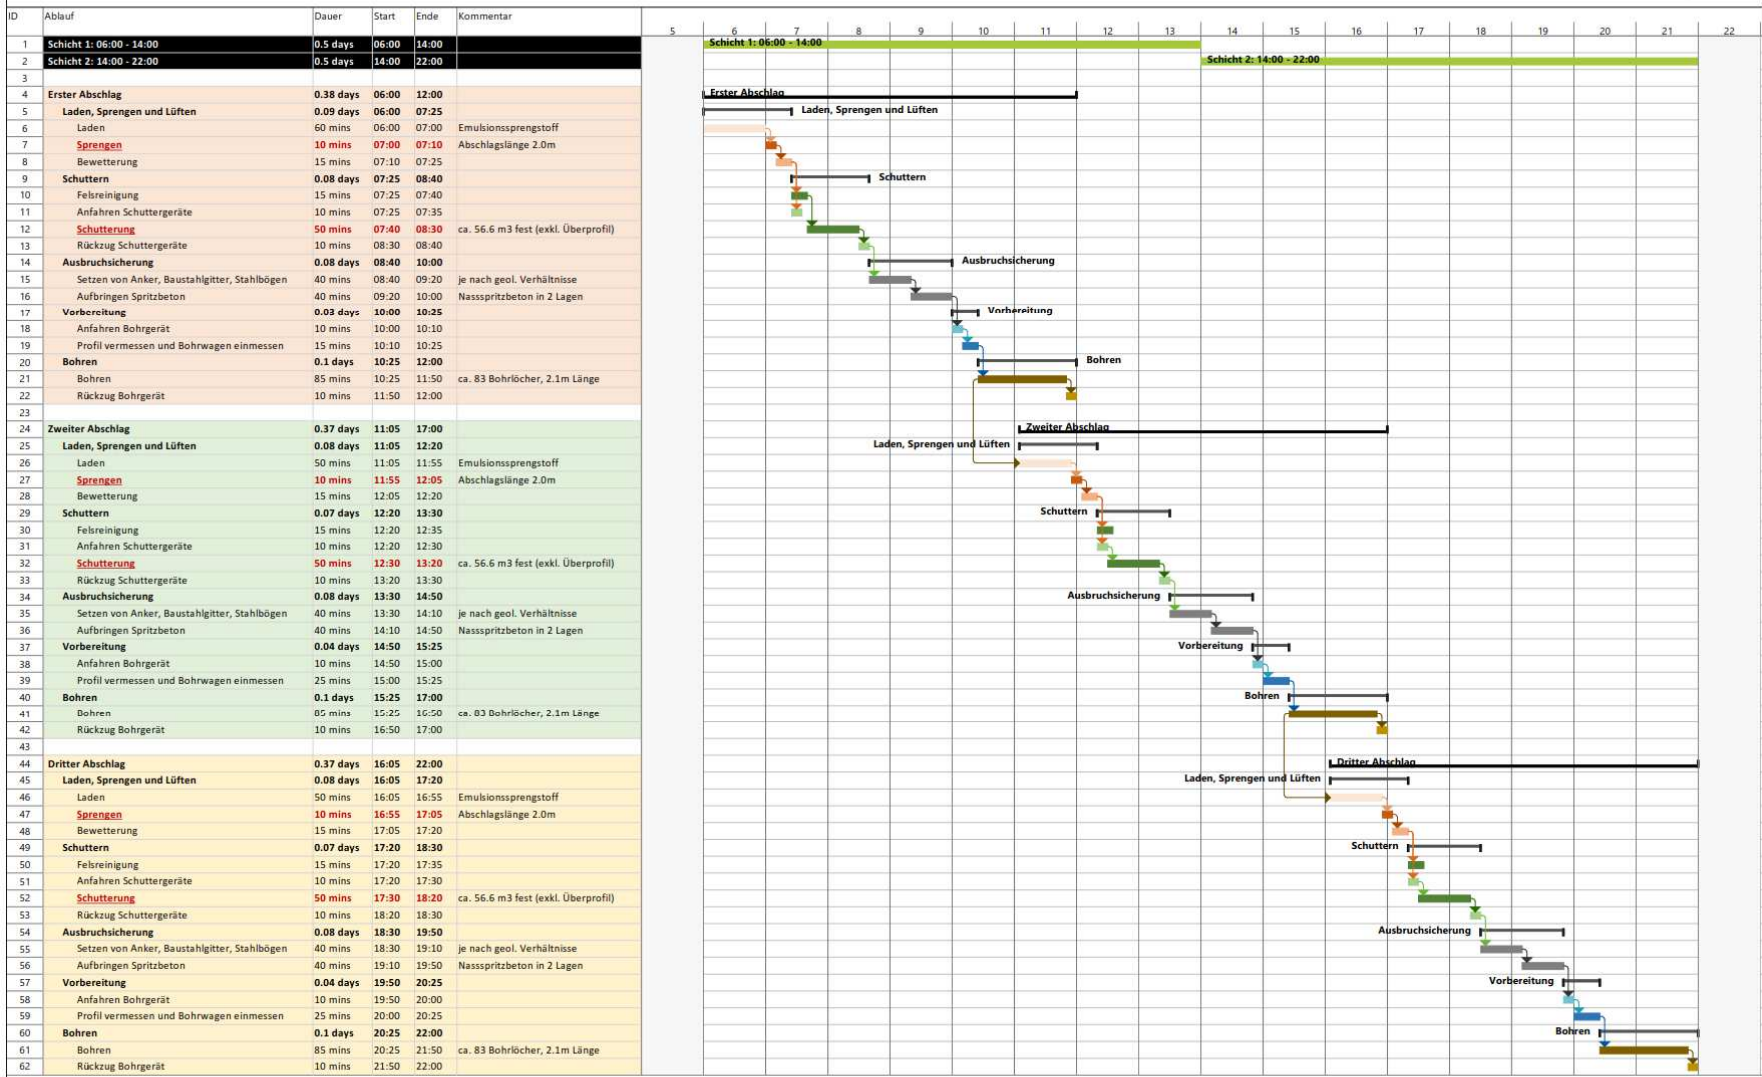 ID Ablauf Dauer Start Ende Kommentar
5 6 7 8 9 10 11 12 13 14 15 16 17 18 19 20 21 22
1 Schicht 1: 06:00 - 14:00 0.5 days 06:00 14:00 Schicht 1: 06:00 - 14:00
2 Schicht 2: 14:00 - 22:00 0.5 days 14:00 22:00 Schicht 2: 14:00 - 22:00
3
4 Erster Abschlag 0.38 days 06:00 12:00 Erster Abschlag
5 Laden, Sprengen und Lüften 0.09 days 06:00 07:25 Laden, Sprengen und Lüften
6 Laden 60 mins 06:00 07:00 Emulsionssprengstoff
7 Sprengen 10 mins 07:00 07:10 Abschlagslänge 2.0m
8 Bewetterung 15 mins 07:10 07:25
9 Schuttern 0.08 days 07:25 08:40 Schuttern
10 Felsreinigung 15 mins 07:25 07:40
11 Anfahren Schuttergeräte 10 mins 07:25 07:35
12 Schutterung 50 mins 07:40 08:30 ca. 56.6 m3 fest (exkl. Überprofil)
13 Rückzug Schuttergeräte 10 mins 08:30 08:40
14 Ausbruchsicherung 0.08 days 08:40 10:00 Ausbruchsicherung
15 Setzen von Anker, Baustahlgitter, Stahlbögen 40 mins 08:40 09:20 je nach geol. Verhältnisse
16 Aufbringen Spritzbeton 40 mins 09:20 10:00 Nassspritzbeton in 2 Lagen
17 Vorbereitung 0.03 days 10:00 10:25 Vorbereitung
18 Anfahren Bohrgerät 10 mins 10:00 10:10
19 Profil vermessen und Bohrwagen einmessen 15 mins 10:10 10:25
20 Bohren 0.1 days 10:25 12:00 Bohren
21 Bohren 85 mins 10:25 11:50 ca. 83 Bohrlöcher, 2.1m Länge
22 Rückzug Bohrgerät 10 mins 11:50 12:00
23
24 Zweiter Abschlag 0.37 days 11:05 17:00 Zweiter Abschlag
25 Laden, Sprengen und Lüften 0.08 days 11:05 12:20 Laden, Sprengen und Lüften
26 Laden 50 mins 11:05 11:55 Emulsionssprengstoff
27 Sprengen 10 mins 11:55 12:05 Abschlagslänge 2.0m
28 Bewetterung 15 mins 12:05 12:20
29 Schuttern 0.07 days 12:20 13:30 Schuttern
30 Felsreinigung 15 mins 12:20 12:35
31 Anfahren Schuttergeräte 10 mins 12:20 12:30
32 Schutterung 50 mins 12:30 13:20 ca. 56.6 m3 fest (exkl. Überprofil)
33 Rückzug Schuttergeräte 10 mins 13:20 13:30
34 Ausbruchsicherung 0.08 days 13:30 14:50 Ausbruchsicherung
35 Setzen von Anker, Baustahlgitter, Stahlbögen 40 mins 13:30 14:10 je nach geol. Verhältnisse
36 Aufbringen Spritzbeton 40 mins 14:10 14:50 Nassspritzbeton in 2 Lagen
37 Vorbereitung 0.04 days 14:50 15:25 Vorbereitung
38 Anfahren Bohrgerät 10 mins 14:50 15:00
39 Profil vermessen und Bohrwagen einmessen 25 mins 15:00 15:25
40 Bohren 0.1 days 15:25 17:00 Bohren
41 Bohren 85 mins 15:25 16:50 ca. 83 Bohrlöcher, 2.1m Länge
42 Rückzug Bohrgerät 10 mins 16:50 17:00
43
44 Dritter Abschlag 0.37 days 16:05 22:00 Dritter Abschlag
45 Laden, Sprengen und Lüften 0.08 days 16:05 17:20 Laden, Sprengen und Lüften
46 Laden 50 mins 16:05 16:55 Emulsionssprengstoff
47 Sprengen 10 mins 16:55 17:05 Abschlagslänge 2.0m
48 Bewetterung 15 mins 17:05 17:20
49 Schuttern 0.07 days 17:20 18:30 Schuttern
50 Felsreinigung 15 mins 17:20 17:35
51 Anfahren Schuttergeräte 10 mins 17:20 17:30
52 Schutterung 50 mins 17:30 18:20 ca. 56.6 m3 fest (exkl. Überprofil)
53 Rückzug Schuttergeräte 10 mins 18:20 18:30
54 Ausbruchsicherung 0.08 days 18:30 19:50 Ausbruchsicherung
55 Setzen von Anker, Baustahlgitter, Stahlbögen 40 mins 18:30 19:10 je nach geol. Verhältnisse
56 Aufbringen Spritzbeton 40 mins 19:10 19:50 Nassspritzbeton in 2 Lagen
57 Vorbereitung 0.04 days 19:50 20:25 Vorbereitung
58 Anfahren Bohrgerät 10 mins 19:50 20:00
59 Profil vermessen und Bohrwagen einmessen 25 mins 20:00 20:25
60 Bohren 0.1 days 20:25 22:00 Bohren
61 Bohren 85 mins 20:25 21:50 ca. 83 Bohrlöcher, 2.1m Länge
62 Rückzug Bohrgerät 10 mins 21:50 22:00